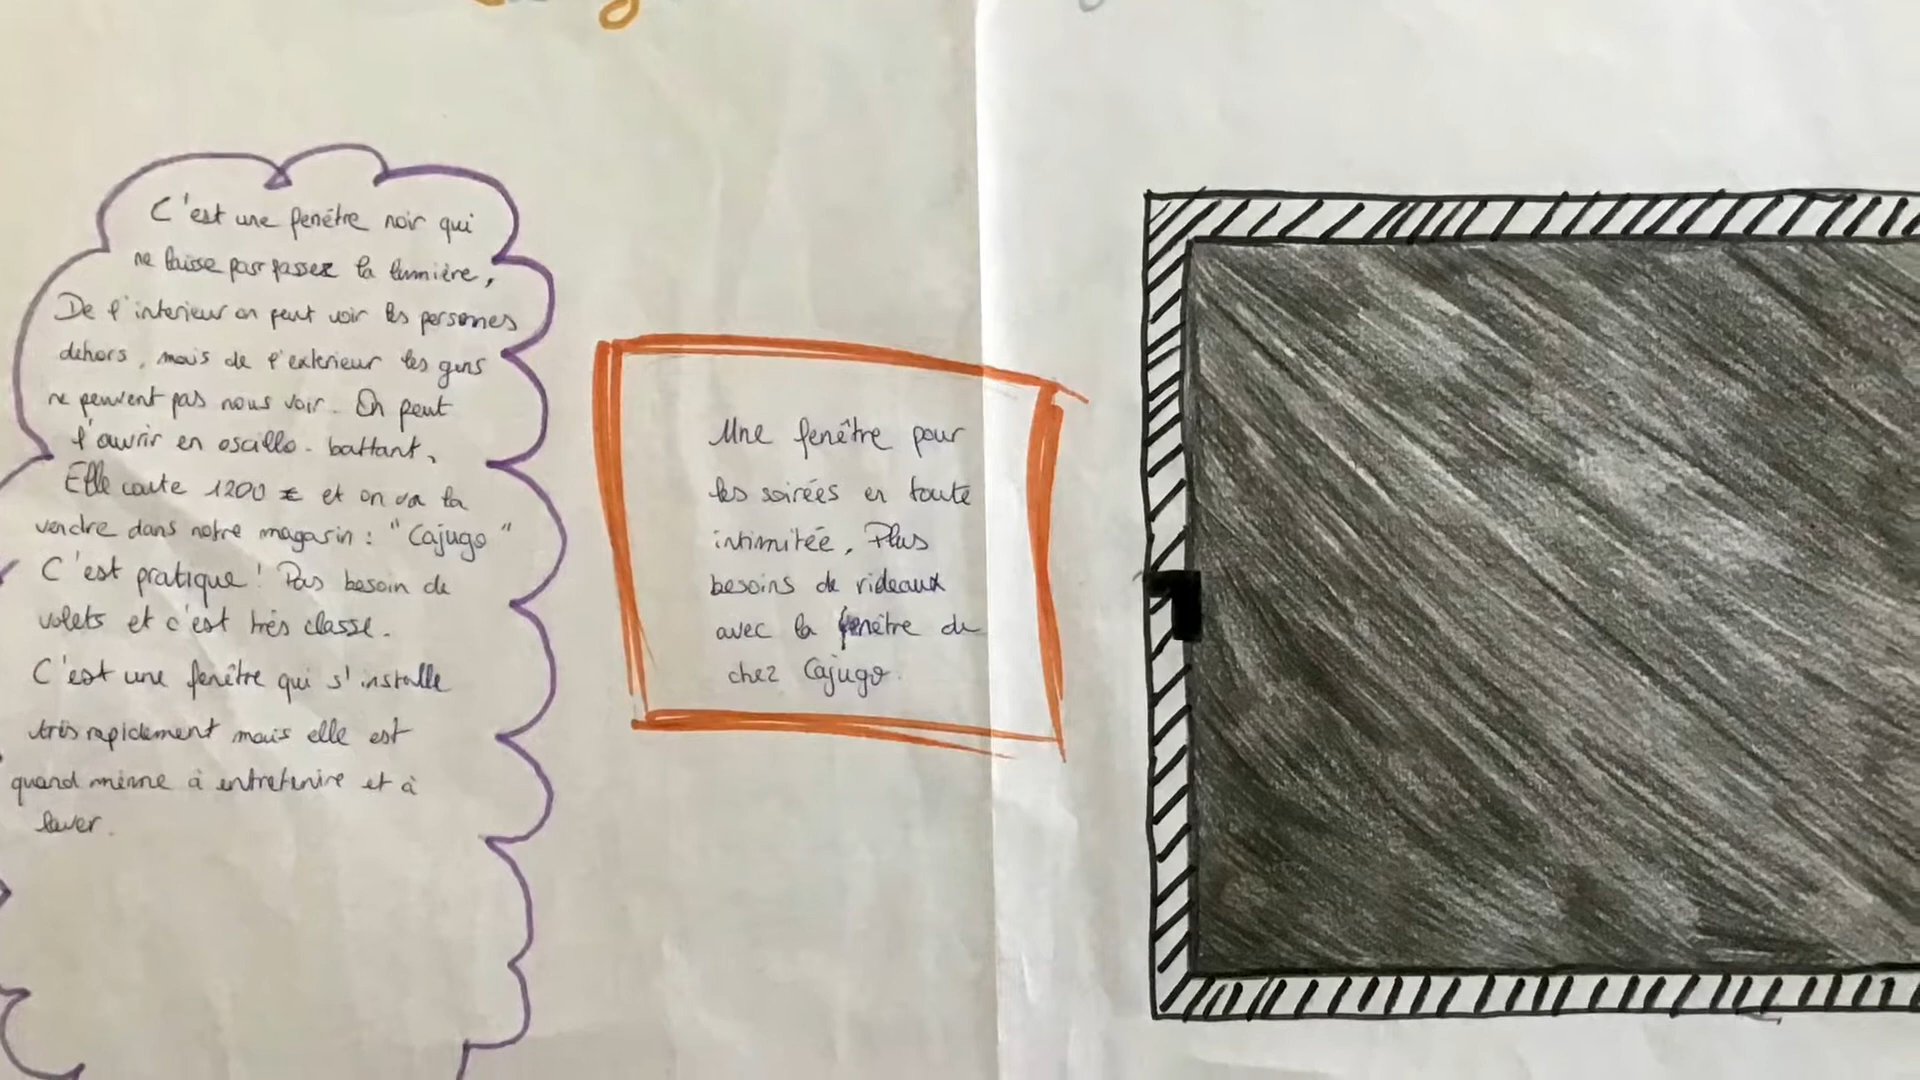 C'est une fenêtre noir qui
ne laisse pas passez la lumière,
De l'interieur on peut voir les persones
dehors, mais de l'exterieur les gens
ne peuvent pas nous voir. On peut
l'ouvrir en oscillo-battant,
Elle coute 1200 € et on va la
vendre dans notre magasin : "Cajugo"
C'est pratique ! Pas besoin de
volets et c'est très classe.
C'est une fenêtre qui s'installe
très rapidement mais elle est
quand même à entretenire et à
laver.
Une fenêtre pour
les soirées en toute
intimitée, Plus
besoins de rideaux
avec la fenêtre de
chez Cajugo.